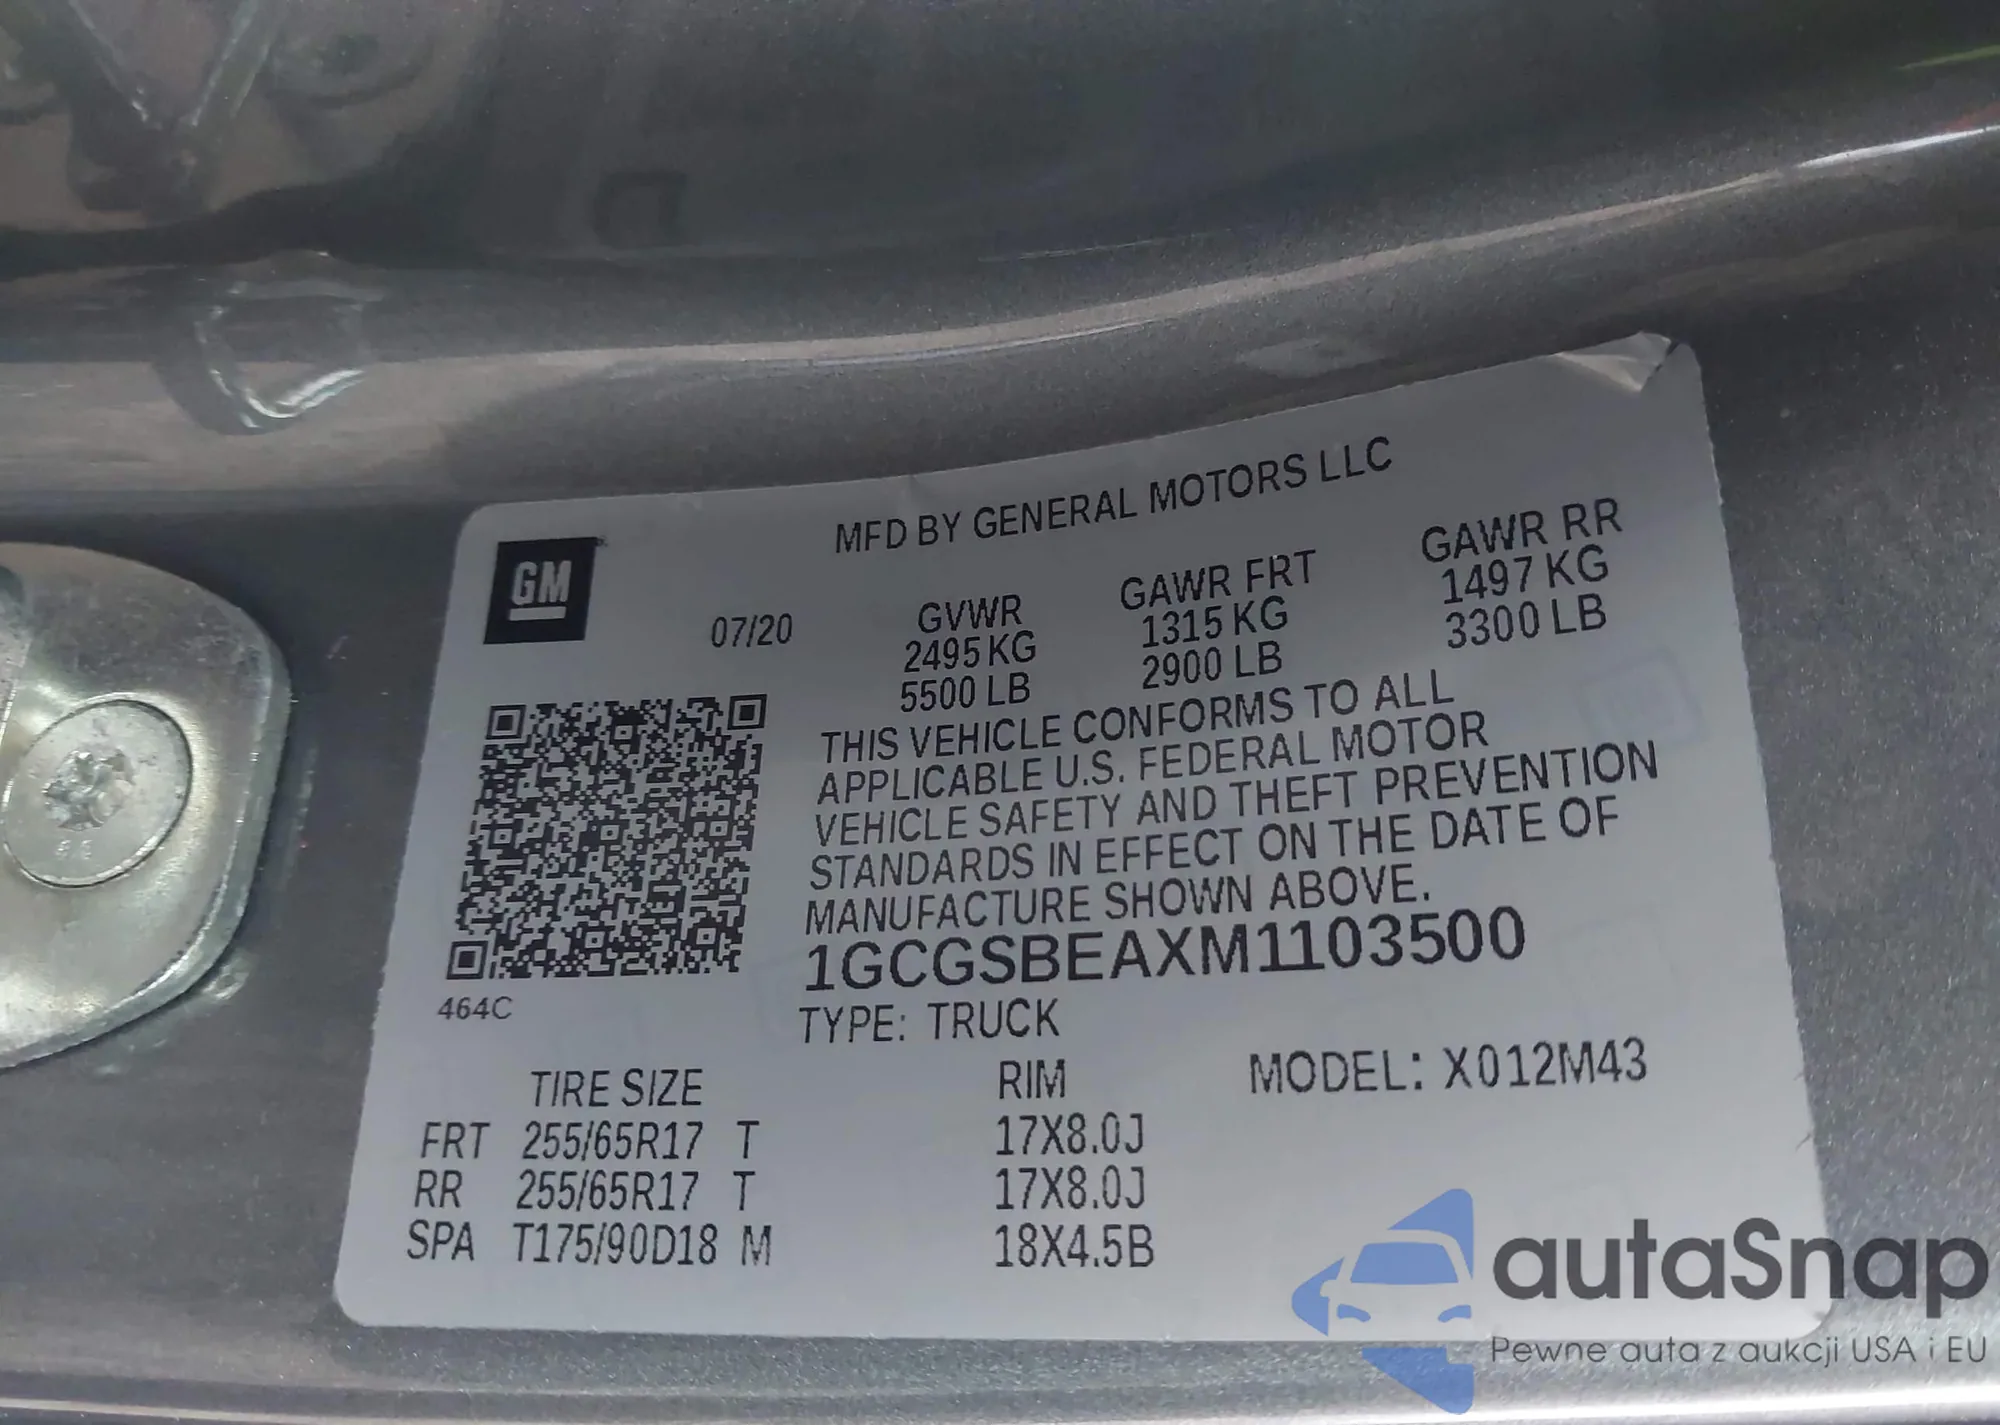 MFD BY GENERAL MOTORS LLC
GM
07/20
GVWR GAWR FRT GAWR RR
2495 KG 1315 KG 1497 KG
5500 LB 2900 LB 3300 LB
THIS VEHICLE CONFORMS TO ALL
APPLICABLE U.S. FEDERAL MOTOR
VEHICLE SAFETY AND THEFT PREVENTION
STANDARDS IN EFFECT ON THE DATE OF
MANUFACTURE SHOWN ABOVE.
1GCGSBEAXM1103500
464C
TYPE: TRUCK
TIRE SIZE RIM MODEL: X012M43
FRT 255/65R17 T 17X8.0J
RR 255/65R17 T 17X8.0J
SPA T175/90D18 M 18X4.5B
autaSnap
Pewne auta z aukcji USA i EU